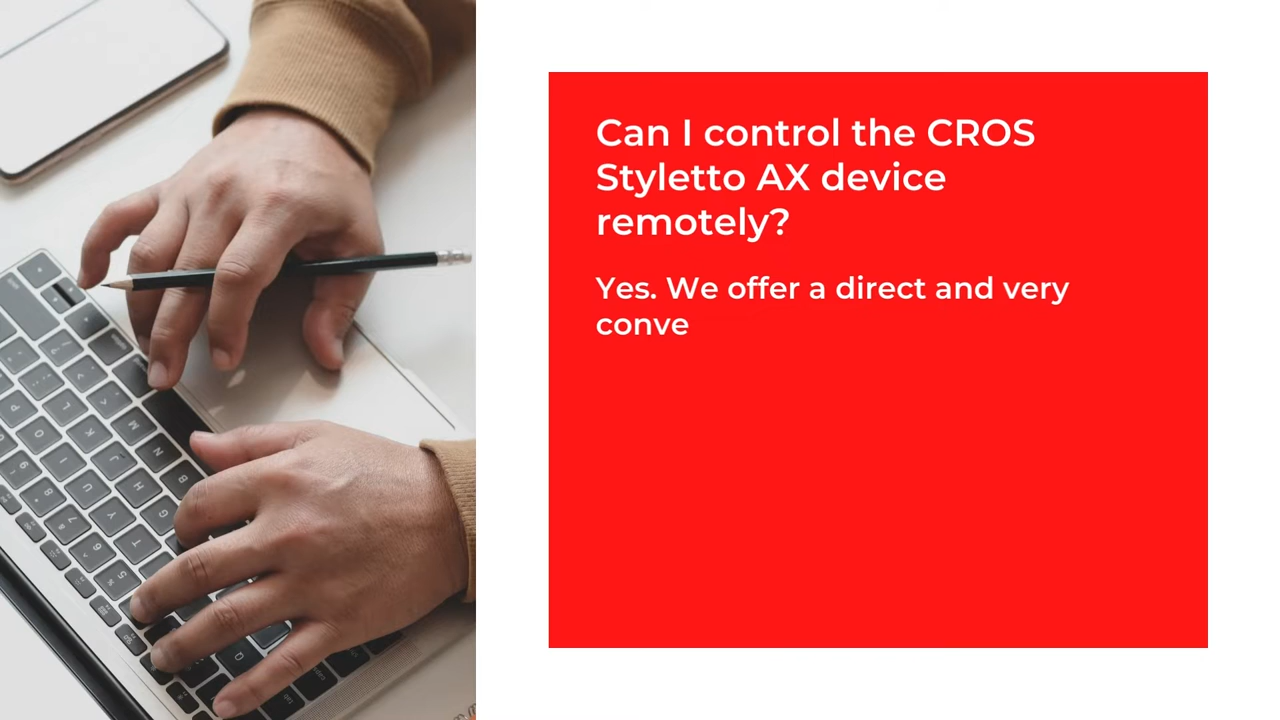 Can I control the CROS
Styletto AX device
remotely?
Yes. We offer a direct and very
conve